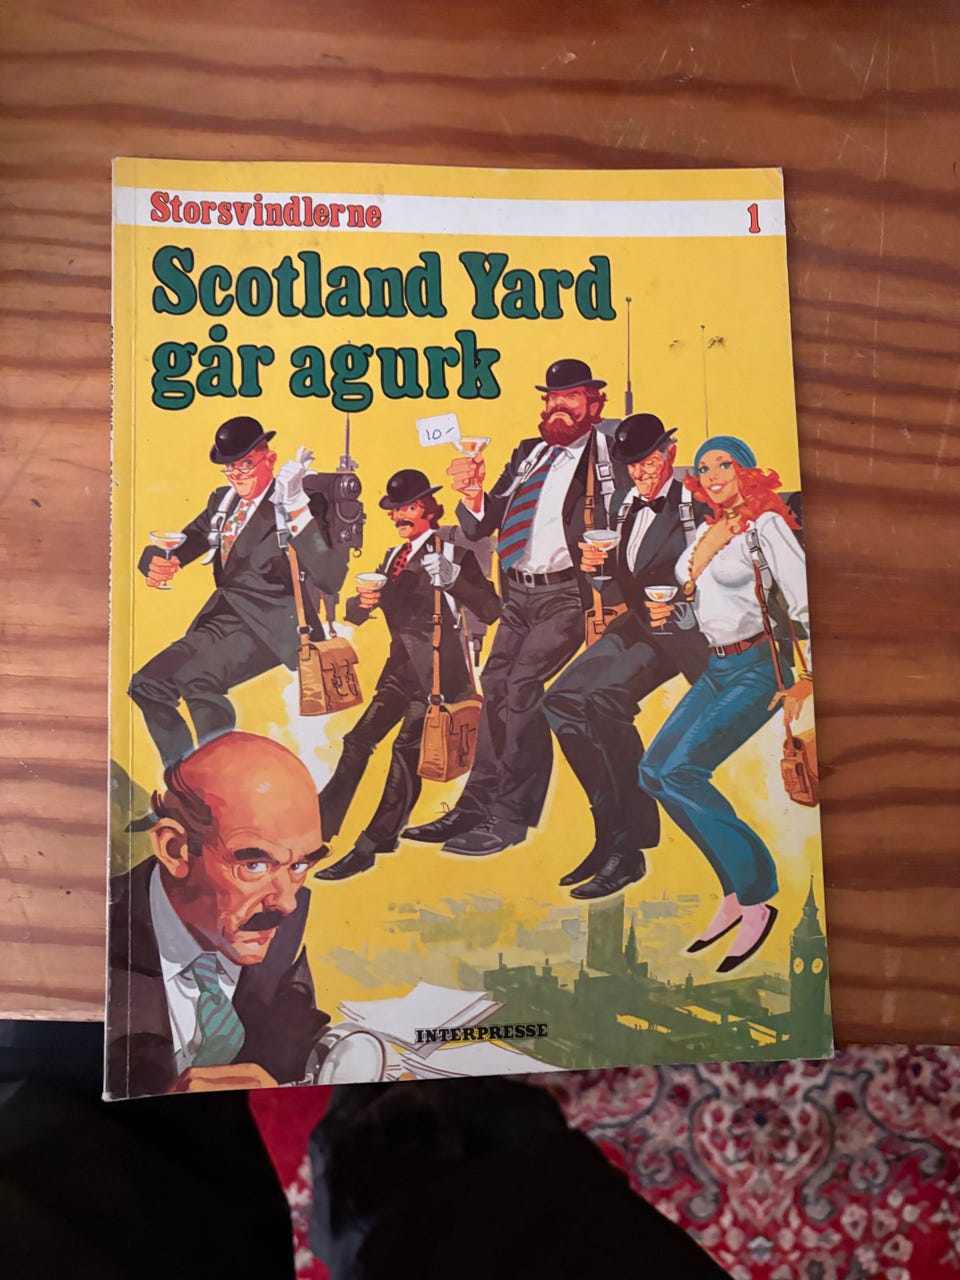 Storsvindlerne
1
Scotland Yard
går agurk
10.-
INTERPRESSE